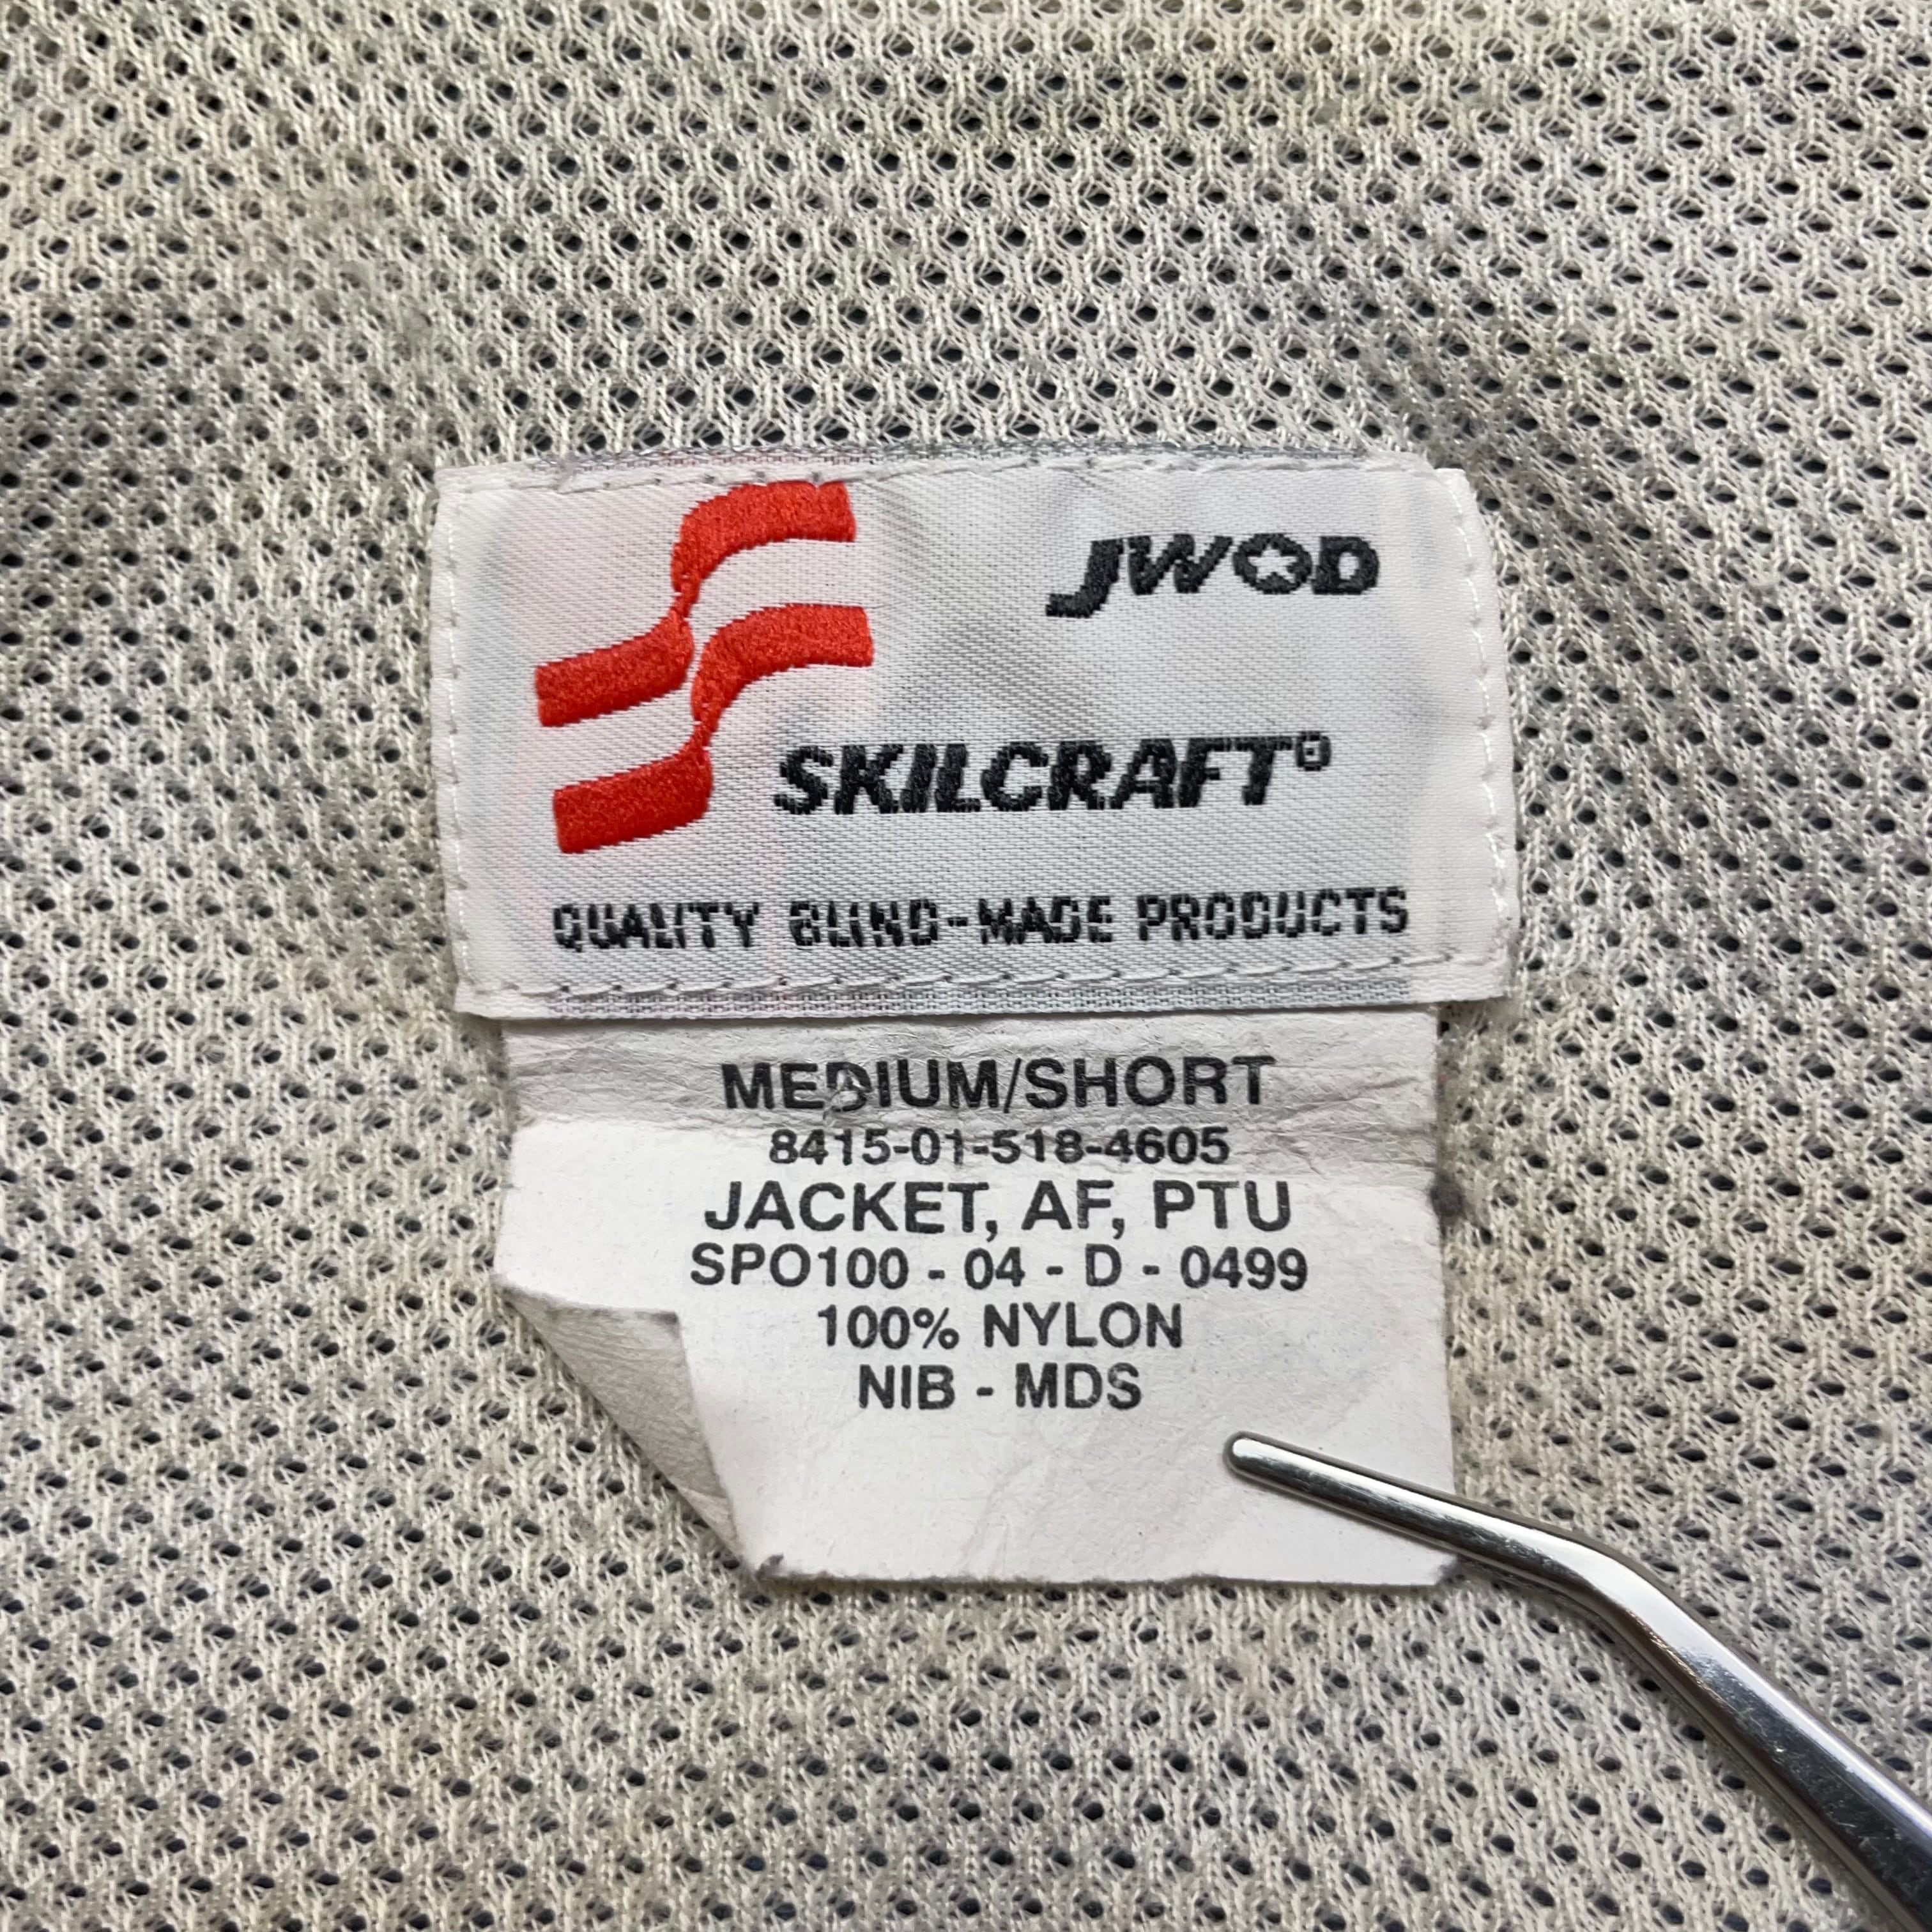 JWOD
SKILCRAFT®
QUALITY BLIND-MADE PRODUCTS
MEDIUM/SHORT
8415-01-518-4605
JACKET, AF, PTU
SPO100 - 04 - D - 0499
100% NYLON
NIB - MDS